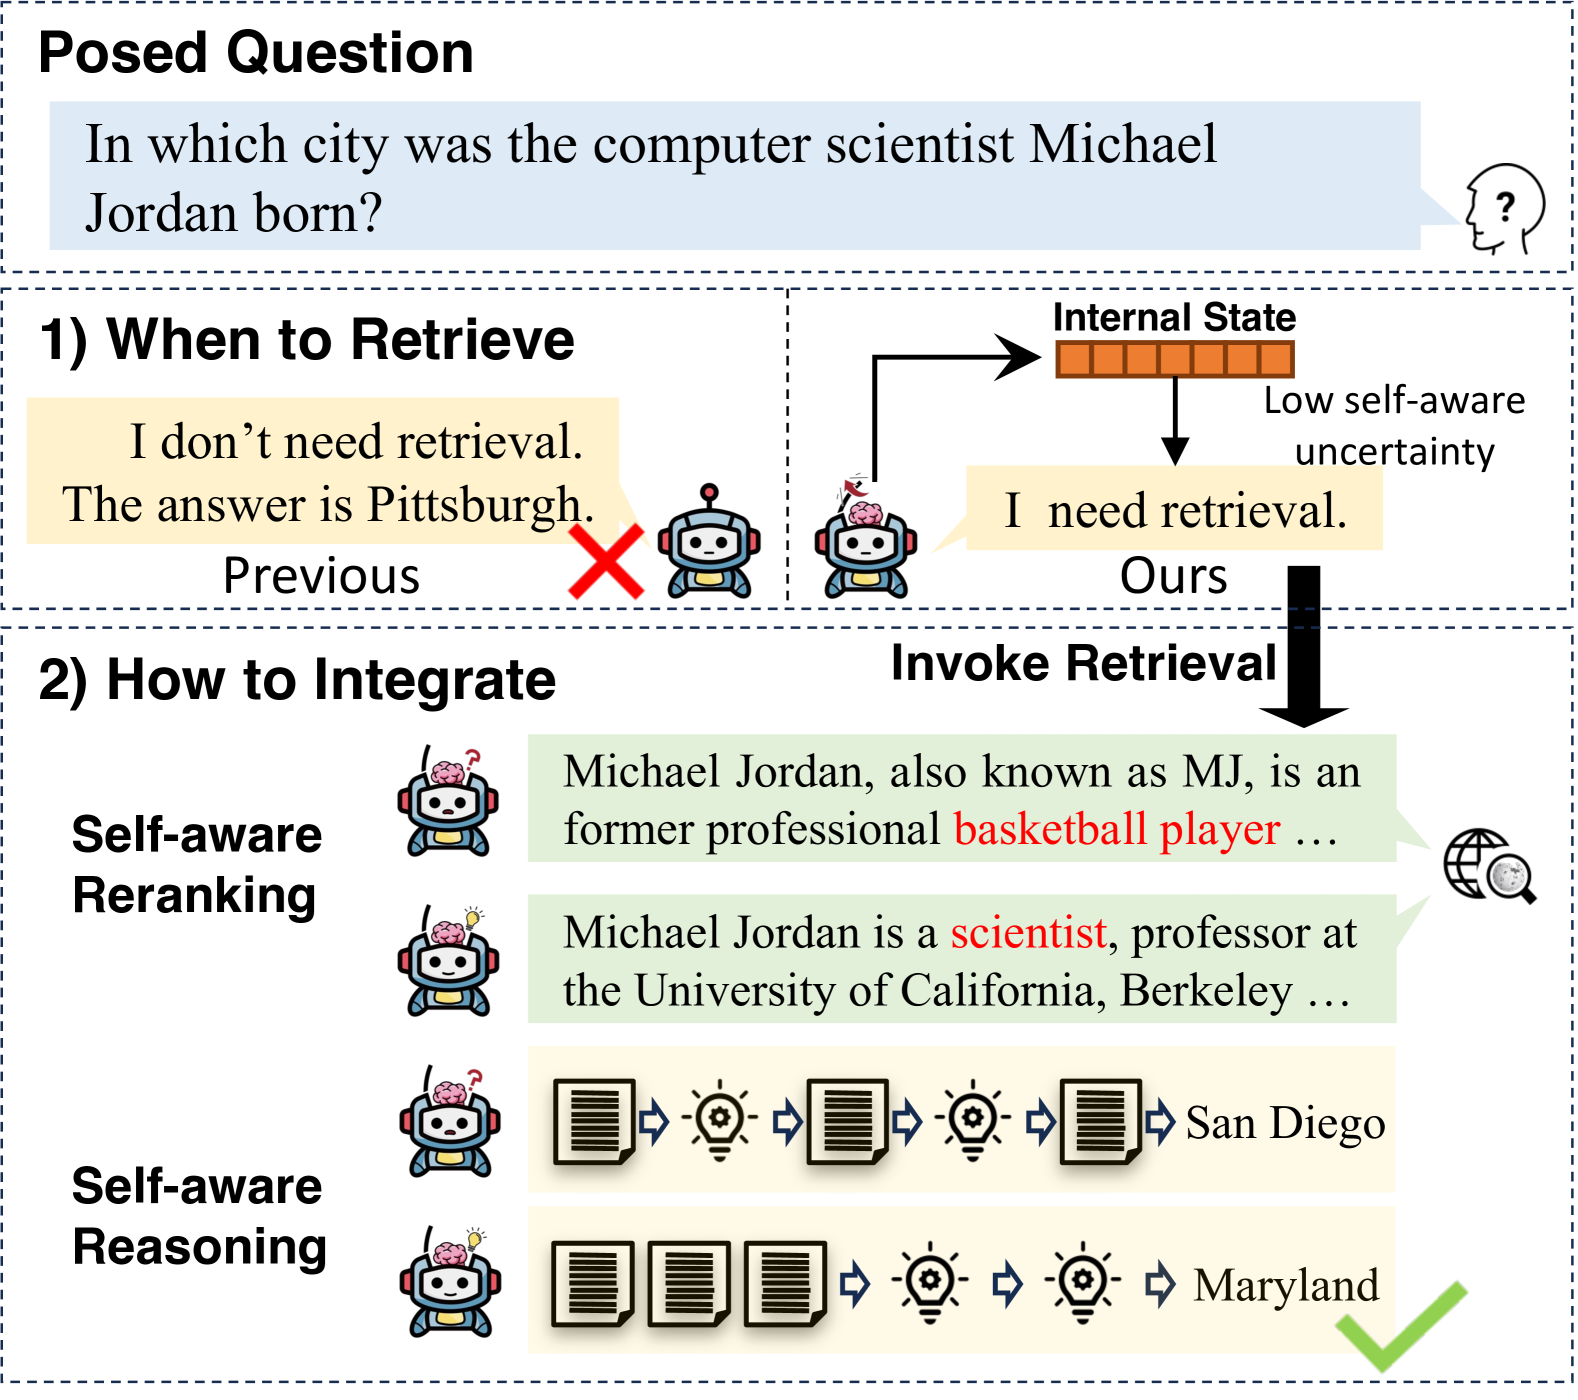 Posed Question
In which city was the computer scientist Michael
Jordan born?
?
1) When to Retrieve
I don’t need retrieval.
The answer is Pittsburgh.
Previous
Internal State
Low self-aware
uncertainty
I need retrieval.
Ours
2) How to Integrate
Invoke Retrieval
Self-aware
Reranking
?
Michael Jordan, also known as MJ, is an
former professional basketball player …
Michael Jordan is a scientist, professor at
the University of California, Berkeley …
Self-aware
Reasoning
?
San Diego
Maryland